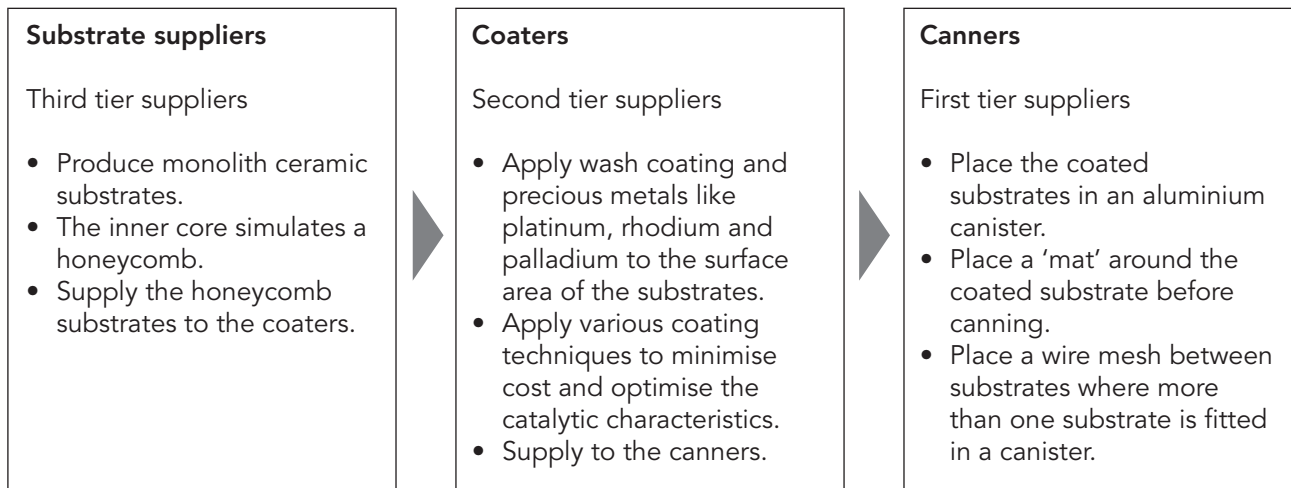 Substrate suppliers
Third tier suppliers
• Produce monolith ceramic
substrates.
• The inner core simulates a
honeycomb.
• Supply the honeycomb
substrates to the coaters.
Coaters
Second tier suppliers
• Apply wash coating and
precious metals like
platinum, rhodium and
palladium to the surface
area of the substrates.
• Apply various coating
techniques to minimise
cost and optimise the
catalytic characteristics.
• Supply to the canners.
Canners
First tier suppliers
• Place the coated
substrates in an aluminium
canister.
• Place a ‘mat’ around the
coated substrate before
canning.
• Place a wire mesh between
substrates where more
than one substrate is fitted
in a canister.